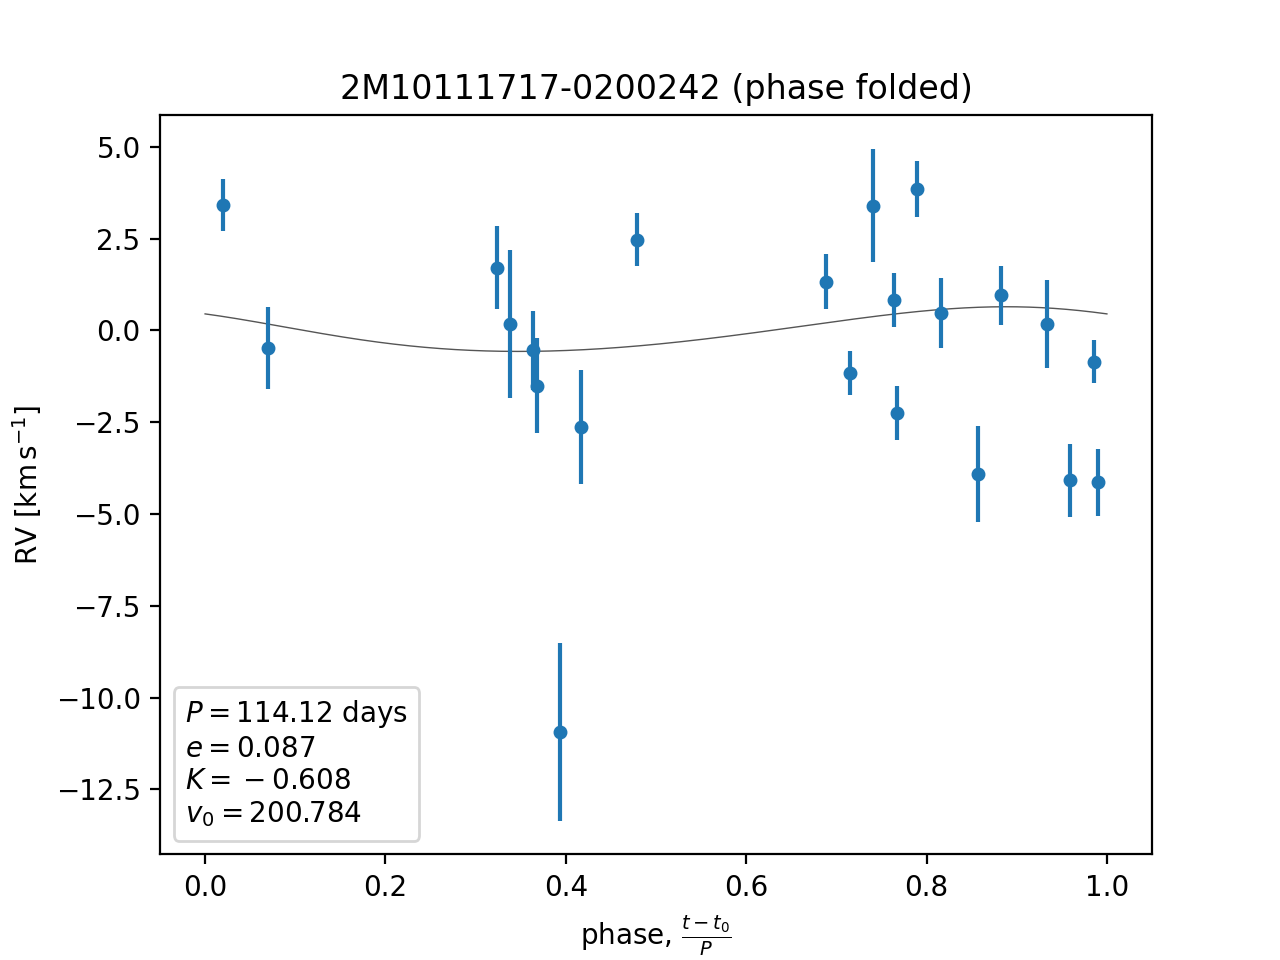 2M10111717-0200242 (phase folded)
5.0
2.5
0.0
−2.5
−5.0
−7.5
−10.0
−12.5
RV [km s⁻¹]
P = 114.12 days
e = 0.087
K = −0.608
v₀ = 200.784
0.0 0.2 0.4 0.6 0.8 1.0
phase, (t − t₀)/P